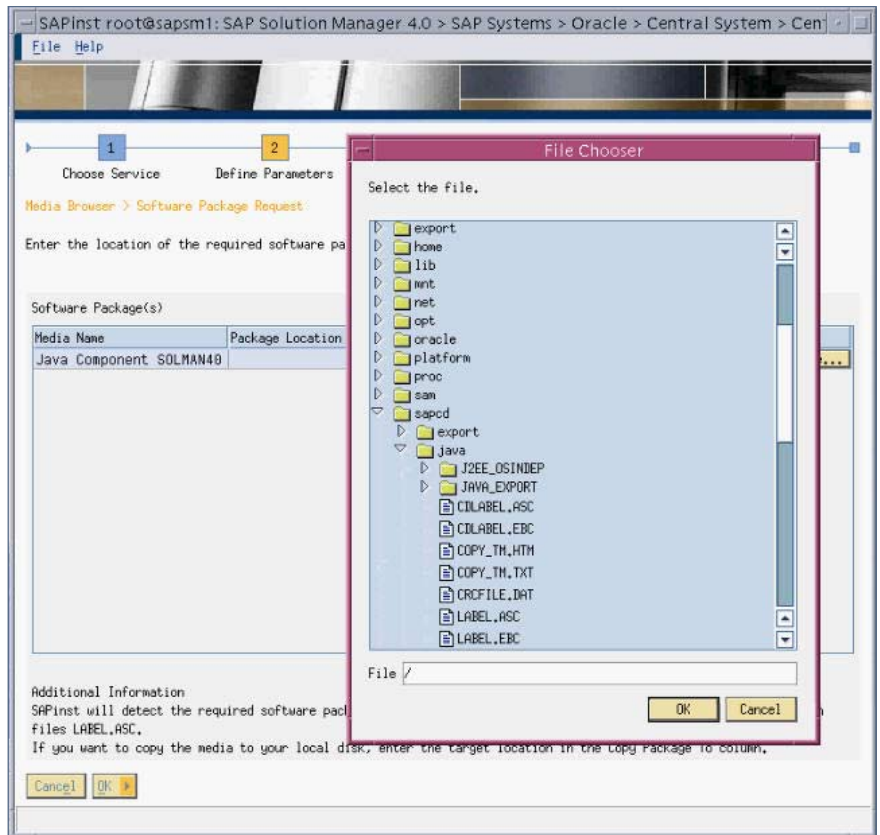 SAPinst root@sapsm1: SAP Solution Manager 4.0 > SAP Systems > Oracle > Central System > Cen
File Help
1
2
Choose Service
Define Parameters
Media Browser > Software Package Request
Enter the location of the required software pa
Software Package(s)
Media Name
Package Location
Java Component SOLMAN40
...
File Chooser
Select the file.
export
home
lib
mnt
net
opt
oracle
platform
proc
sam
sapcd
export
java
J2EE_OSINDEP
JAVA_EXPORT
CDLABEL.ASC
CDLABEL.EBC
COPY_TM.HTM
COPY_TM.TXT
CRCFILE.DAT
LABEL.ASC
LABEL.EBC
File /
OK
Cancel
Additional Information
SAPinst will detect the required software pac
files LABEL.ASC.
If you want to copy the media to your local disk, enter the target location in the Copy Package To column.
Cancel
OK